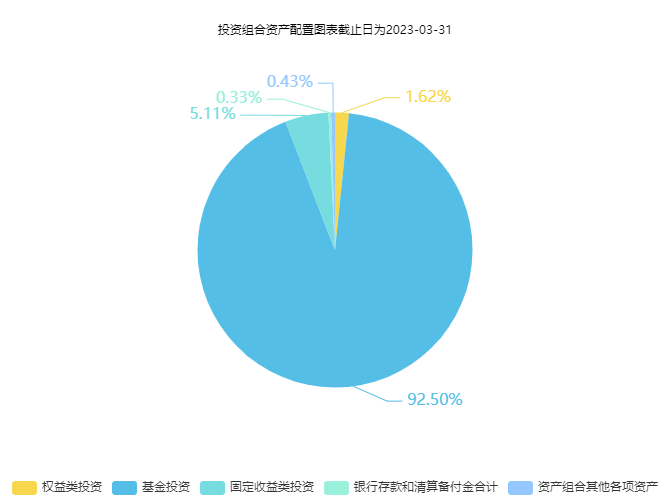 投资组合资产配置图表截止日为2023-03-31
0.43%
0.33%
1.62%
5.11%
92.50%
权益类投资 基金投资 固定收益类投资 银行存款和清算备付金合计 资产组合其他各项资产